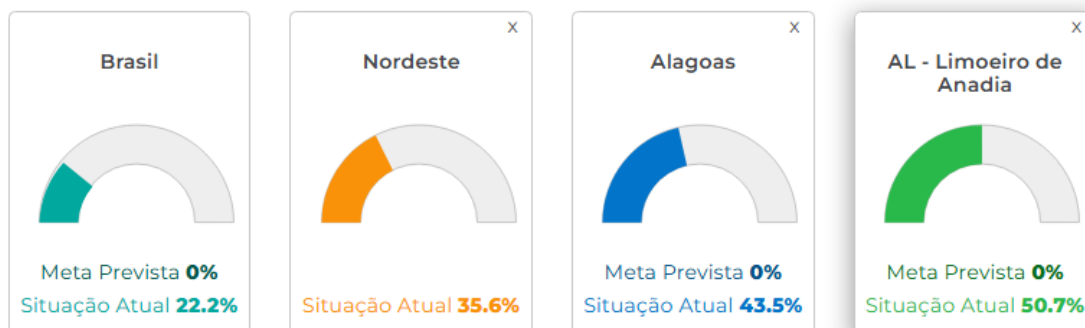 Brasil
Meta Prevista 0%
Situação Atual 22.2%
X
Nordeste
Situação Atual 35.6%
X
Alagoas
Meta Prevista 0%
Situação Atual 43.5%
X
AL - Limoeiro de
Anadia
Meta Prevista 0%
Situação Atual 50.7%